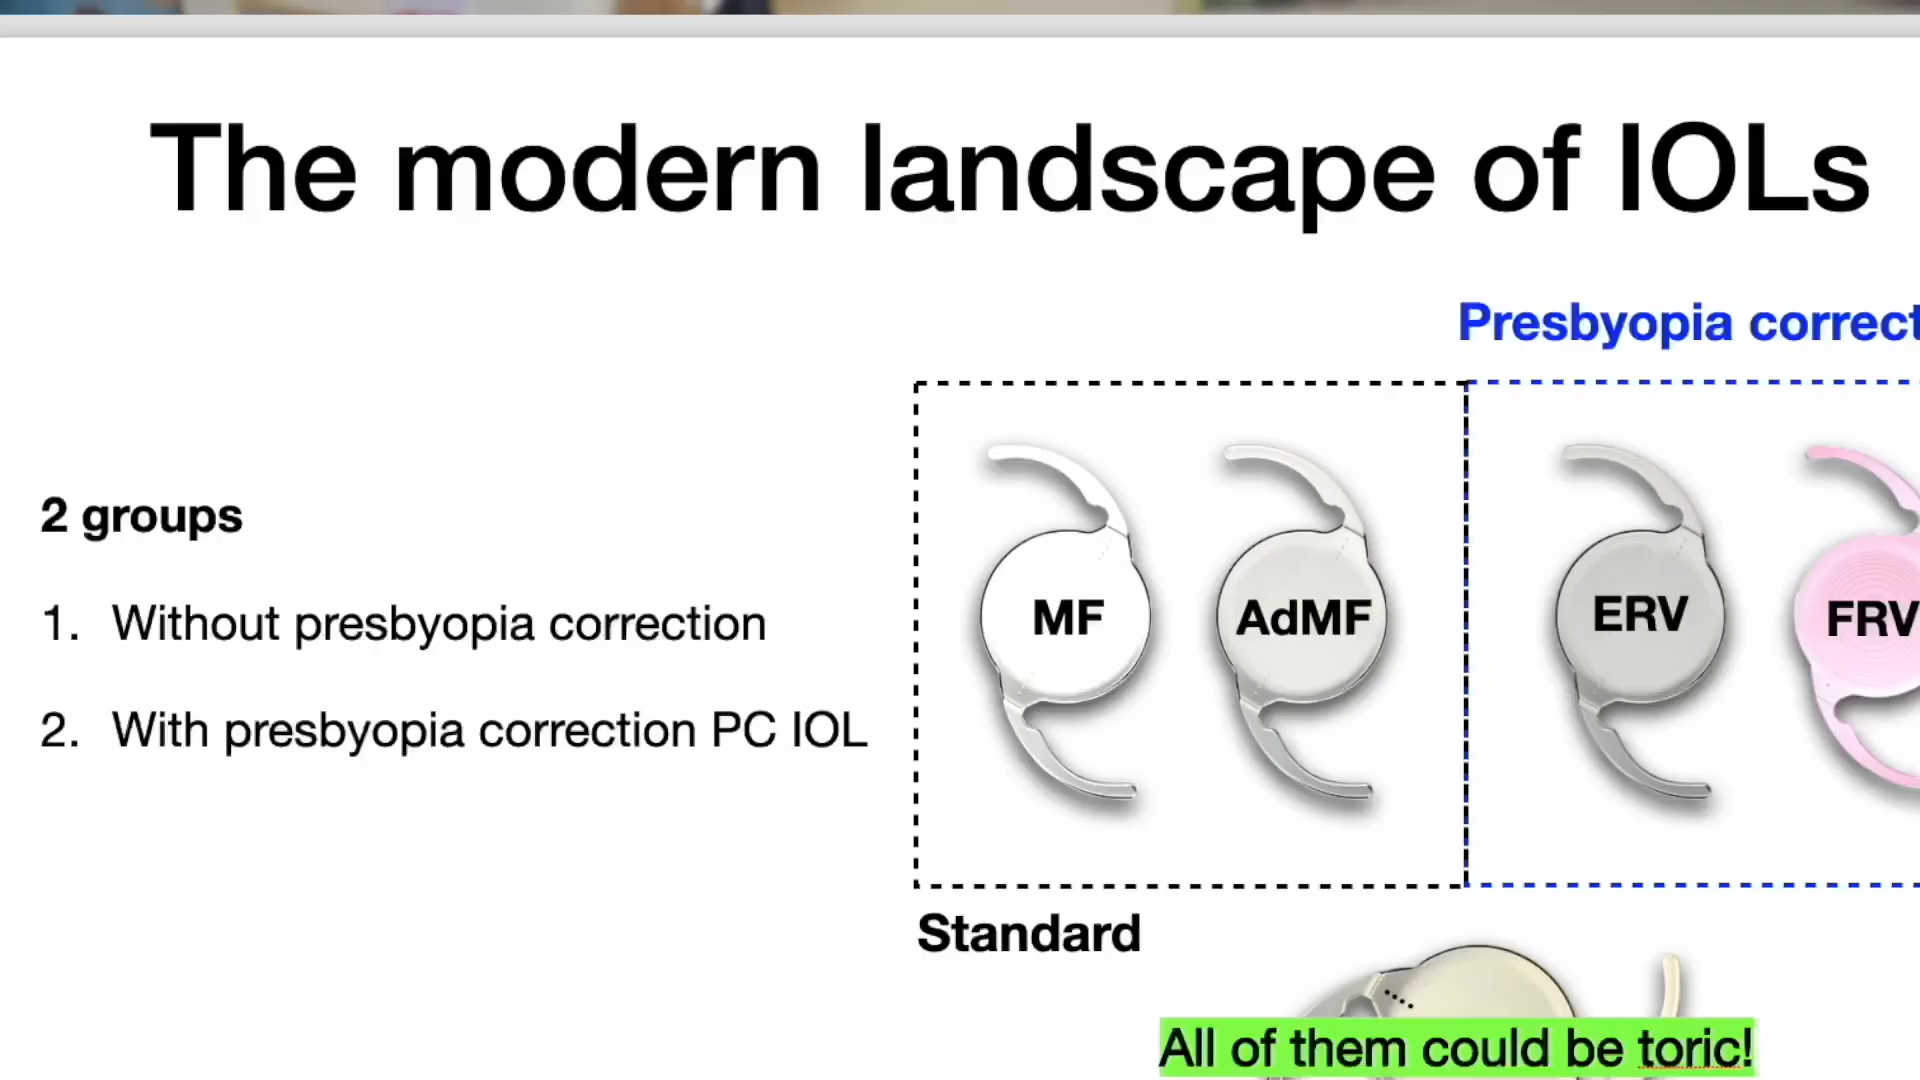 The modern landscape of IOLs
Presbyopia correct
2 groups
1. Without presbyopia correction
2. With presbyopia correction PC IOL
MF
AdMF
ERV
FRV
Standard
All of them could be toric!